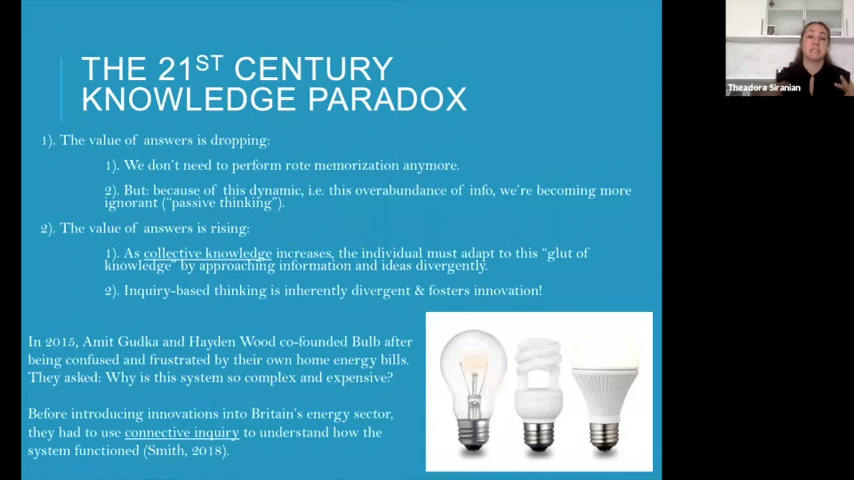 THE 21ST CENTURY
KNOWLEDGE PARADOX
1). The value of answers is dropping:
1). We don't need to perform rote memorization anymore.
2). But: because of this dynamic, i.e. this overabundance of info, we're becoming more
ignorant ("passive thinking").
2). The value of answers is rising:
1). As collective knowledge increases, the individual must adapt to this "glut of
knowledge" by approaching information and ideas divergently.
2). Inquiry-based thinking is inherently divergent & fosters innovation!
In 2015, Amit Gudka and Hayden Wood co-founded Bulb after
being confused and frustrated by their own home energy bills.
They asked: Why is this system so complex and expensive?
Before introducing innovations into Britain's energy sector,
they had to use connective inquiry to understand how the
system functioned (Smith, 2018).
Theadora Siranian